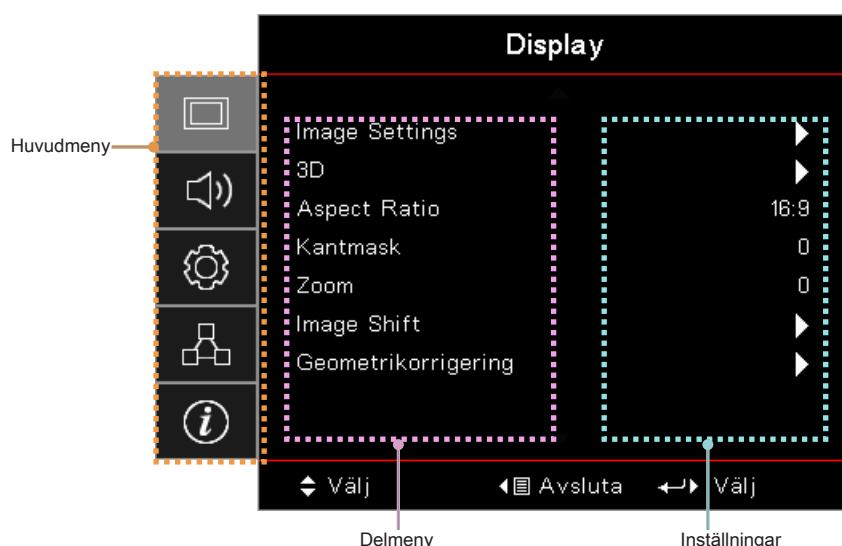 Display
Huvudmeny
Image Settings
3D
Aspect Ratio 16:9
Kantmask 0
Zoom 0
Image Shift
Geometrikorrigering
Välj Avsluta Välj
Delmeny Inställningar